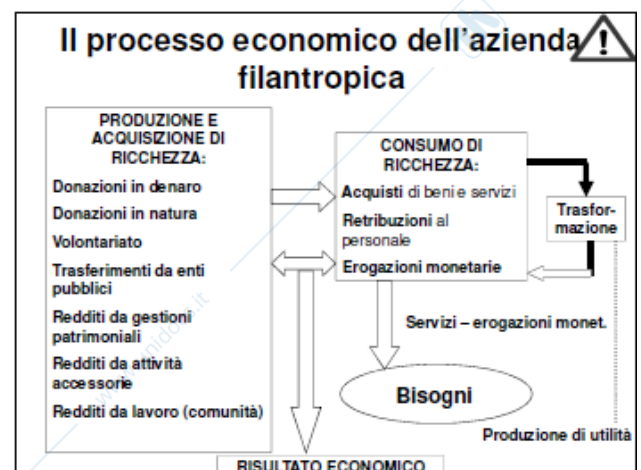 Il processo economico dell'azienda
filantropica
PRODUZIONE E
ACQUISIZIONE DI
RICCHEZZA:
Donazioni in denaro
Donazioni in natura
Volontariato
Trasferimenti da enti
pubblici
Redditi da gestioni
patrimoniali
Redditi da attività
accessorie
Redditi da lavoro (comunità)
CONSUMO DI
RICCHEZZA:
Acquisti di beni e servizi
Retribuzioni al
personale
Erogazioni monetarie
Trasfor-
mazione
Servizi – erogazioni monet.
Bisogni
Produzione di utilità
RISULTATO ECONOMICO